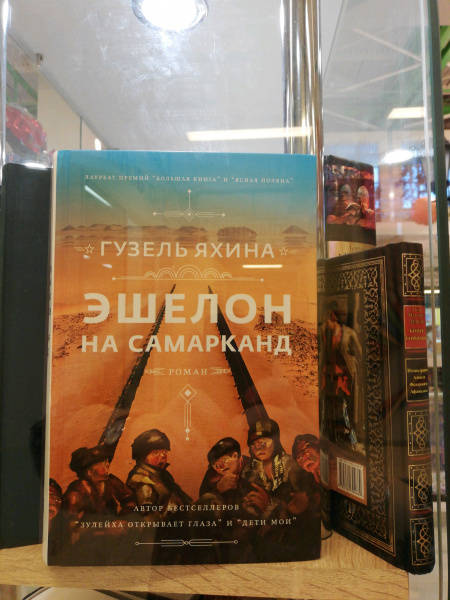 ЛАУРЕАТ ПРЕМИЙ "БОЛЬШАЯ КНИГА" И "ЯСНАЯ ПОЛЯНА"
ГУЗЕЛЬ ЯХИНА
ЭШЕЛОН
НА САМАРКАНД
РОМАН
АВТОР БЕСТСЕЛЛЕРОВ
"ЗУЛЕЙХА ОТКРЫВАЕТ ГЛАЗА" И "ДЕТИ МОИ"